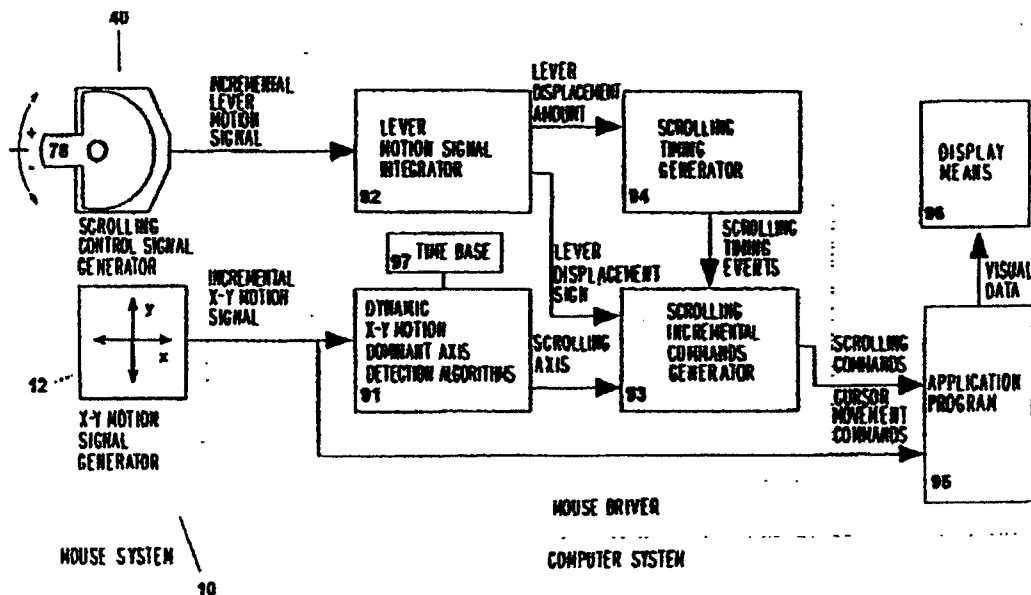 40
INCREMENTAL
LEVER
MOTION
SIGNAL
+
78
-
SCROLLING
CONTROL SIGNAL
GENERATOR
LEVER
MOTION SIGNAL
INTEGRATOR
92
LEVER
DISPLACEMENT
AMOUNT
SCROLLING
TIMING
GENERATOR
94
DISPLAY
MEANS
96
LEVER
DISPLACEMENT
SIGN
SCROLLING
TIMING
EVENTS
VISUAL
DATA
97 TIME BASE
INCREMENTAL
X-Y MOTION
SIGNAL
y
x
12
X-Y MOTION
SIGNAL
GENERATOR
DYNAMIC
X-Y MOTION
DOMINANT AXIS
DETECTION ALGORITHMS
91
SCROLLING
AXIS
SCROLLING
INCREMENTAL
COMMANDS
GENERATOR
93
SCROLLING
COMMANDS
CURSOR
MOVEMENT
COMMANDS
APPLICATION
PROGRAM
95
MOUSE DRIVER
MOUSE SYSTEM
COMPUTER SYSTEM
10